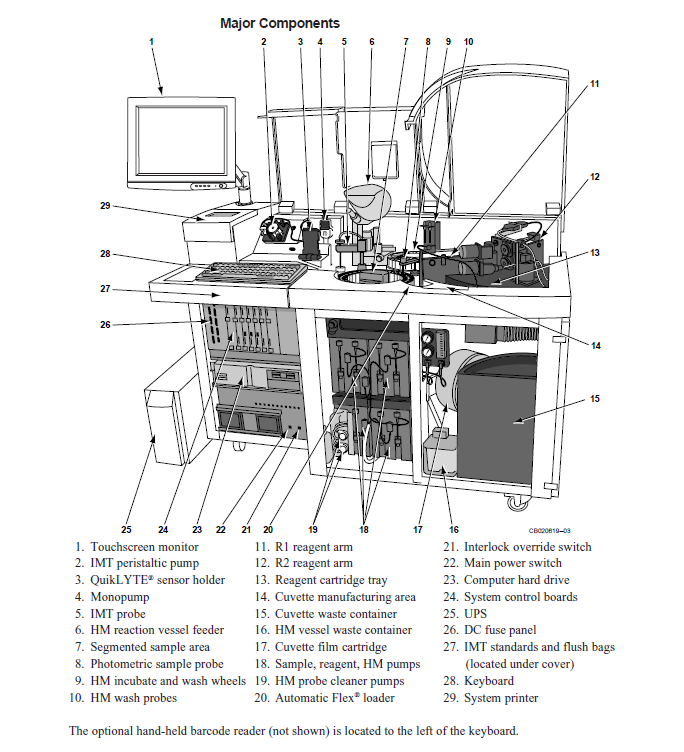 Major Components
1 2 3 4 5 6 7 8 9 10
11
12
29
28
13
27
26
14
15
25 24 23 22 21 20 19 18 17 16
CB020619–03
1. Touchscreen monitor
2. IMT peristaltic pump
3. QuikLYTE® sensor holder
4. Monopump
5. IMT probe
6. HM reaction vessel feeder
7. Segmented sample area
8. Photometric sample probe
9. HM incubate and wash wheels
10. HM wash probes
11. R1 reagent arm
12. R2 reagent arm
13. Reagent cartridge tray
14. Cuvette manufacturing area
15. Cuvette waste container
16. HM vessel waste container
17. Cuvette film cartridge
18. Sample, reagent, HM pumps
19. HM probe cleaner pumps
20. Automatic Flex® loader
21. Interlock override switch
22. Main power switch
23. Computer hard drive
24. System control boards
25. UPS
26. DC fuse panel
27. IMT standards and flush bags
(located under cover)
28. Keyboard
29. System printer
The optional hand-held barcode reader (not shown) is located to the left of the keyboard.